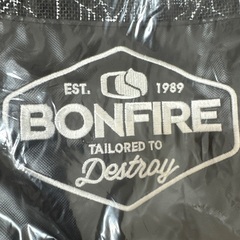 EST. 1989
BONFIRE
TAILORED TO
Destroy